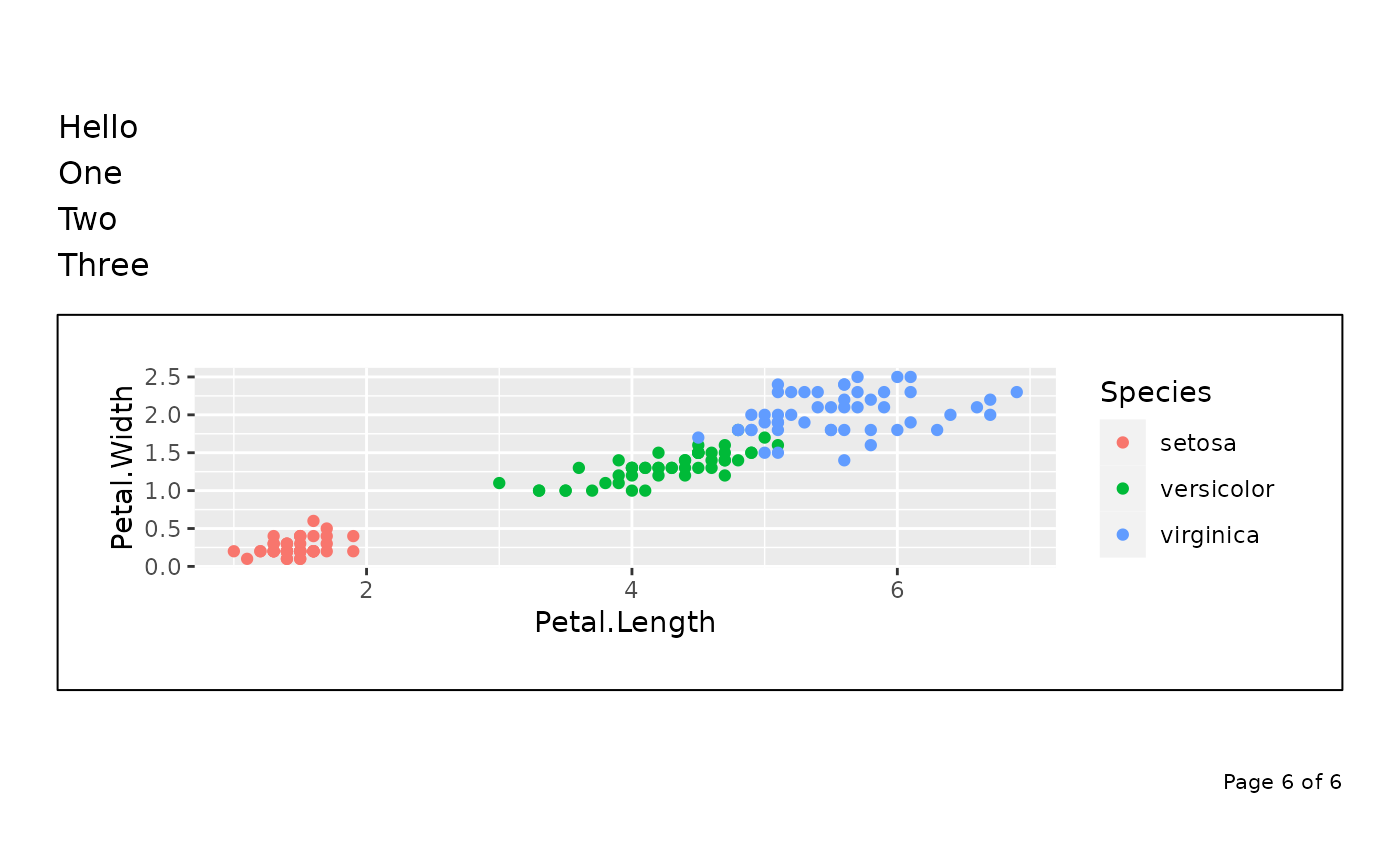 Hello
One
Two
Three
Petal.Width
2.5
2.0
1.5
1.0
0.5
0.0
2 4 6
Petal.Length
Species
setosa
versicolor
virginica
Page 6 of 6